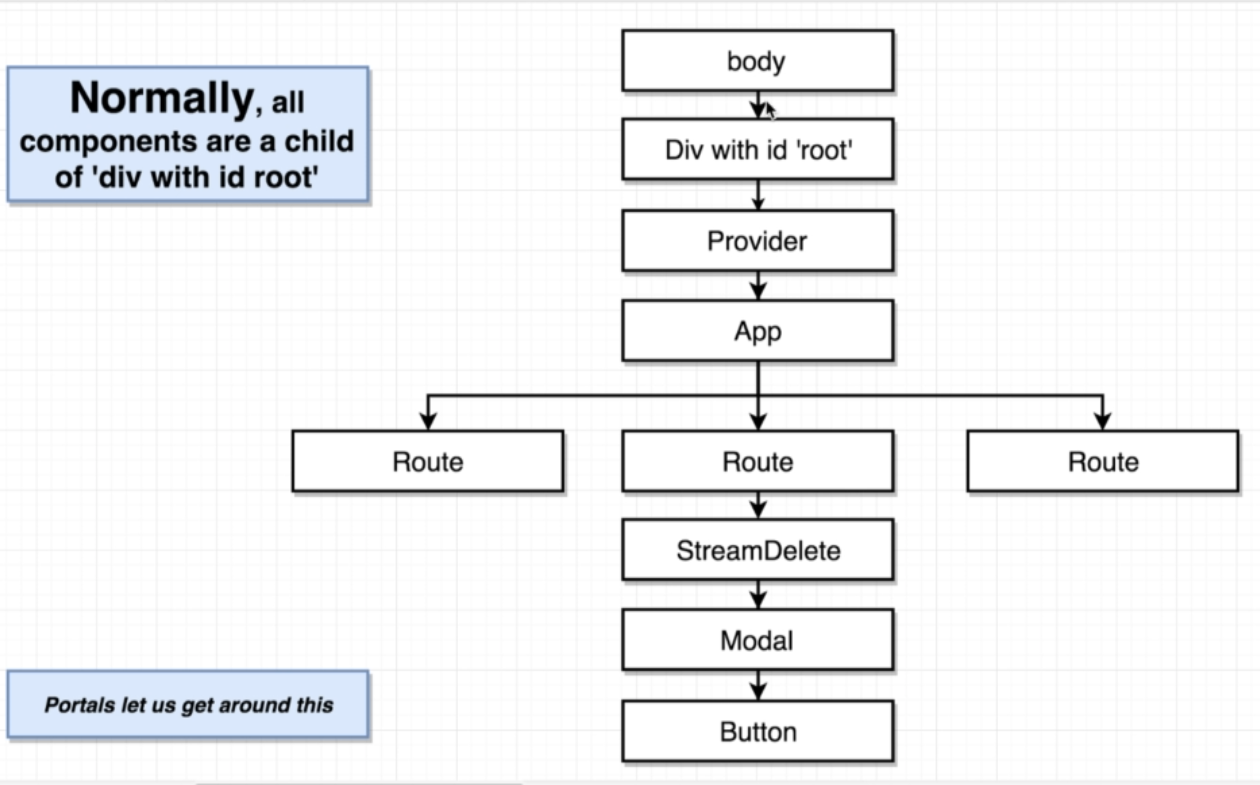 Normally, all
components are a child
of 'div with id root'
body
Div with id 'root'
Provider
App
Route
Route
Route
StreamDelete
Modal
Button
Portals let us get around this